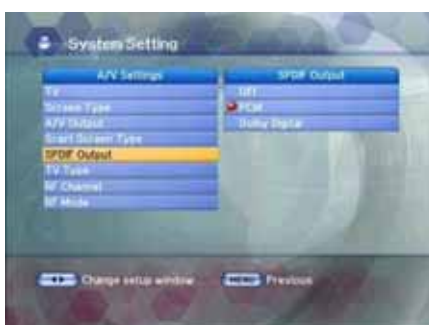 System Setting
A/V Settings
TV
Screen Type
A/V Output
Scart Screen Type
SPDIF Output
TV Type
RF Channel
RF Mode
SPDIF Output
Off
PCM
Dolby Digital
Change setup window
MENU Previous